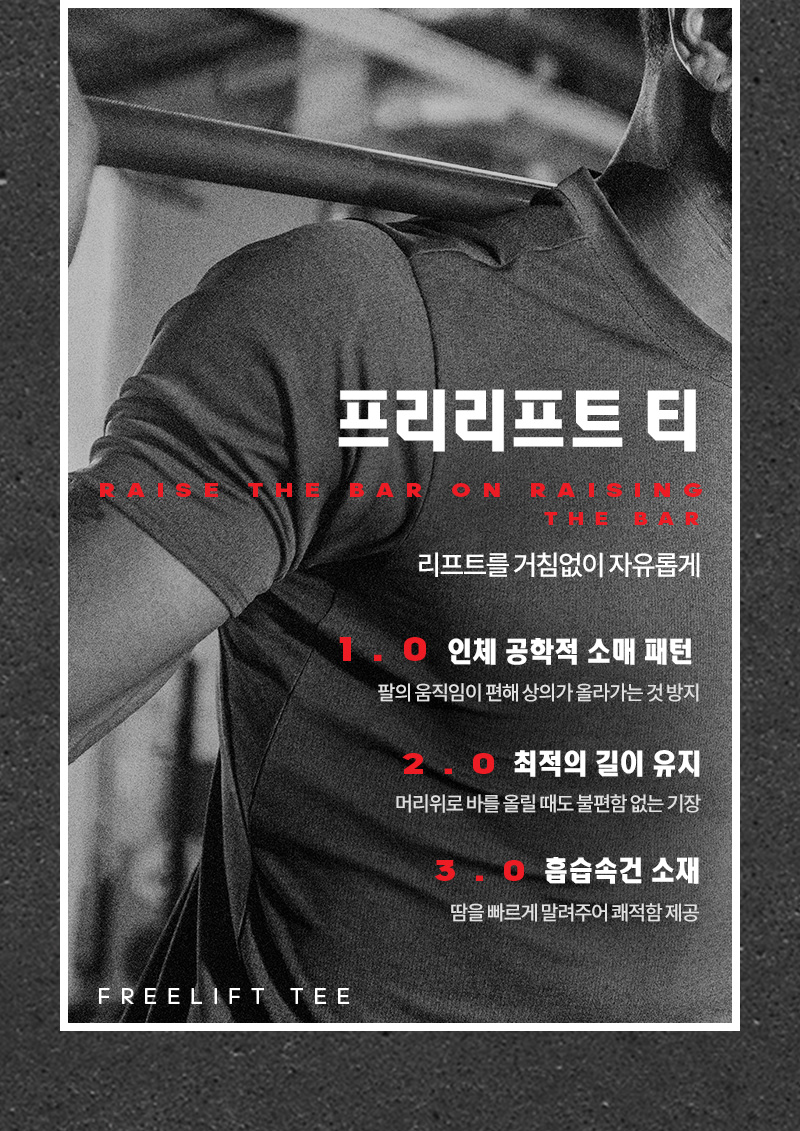 프리리프트 티
RAISE THE BAR ON RAISING
THE BAR
리프트를 거침없이 자유롭게
1.0 인체 공학적 소매 패턴
팔의 움직임이 편해 상의가 올라가는 것 방지
2.0 최적의 길이 유지
머리위로 바를 올릴 때도 불편함 없는 기장
3.0 흡습속건 소재
땀을 빠르게 말려주어 쾌적함 제공
FREELIFT TEE